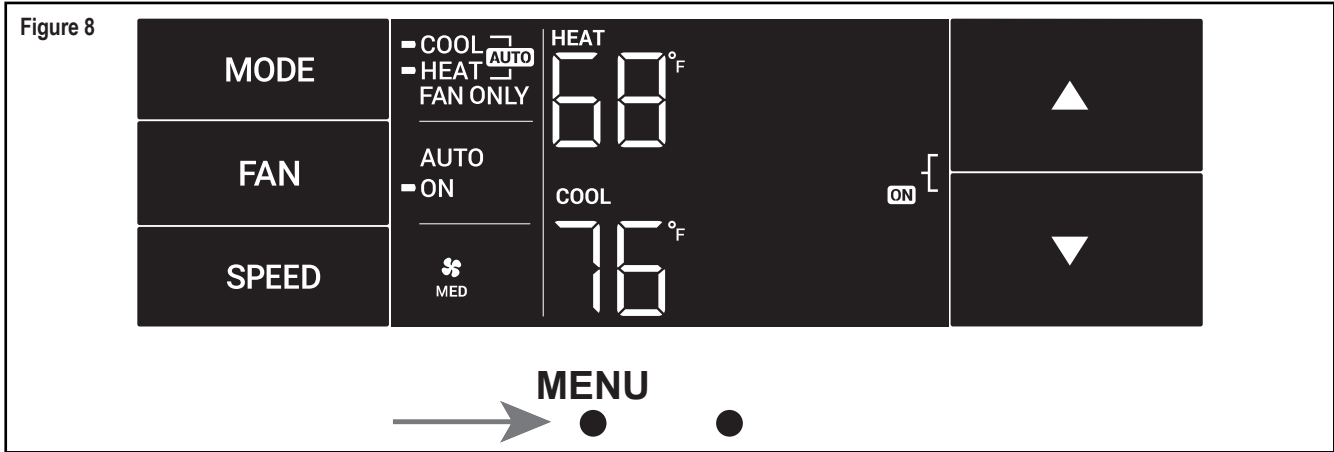 Figure 8
MODE
FAN
SPEED
COOL
HEAT
AUTO
FAN ONLY
AUTO
ON
MED
HEAT
68°F
COOL
76°F
ON
MENU